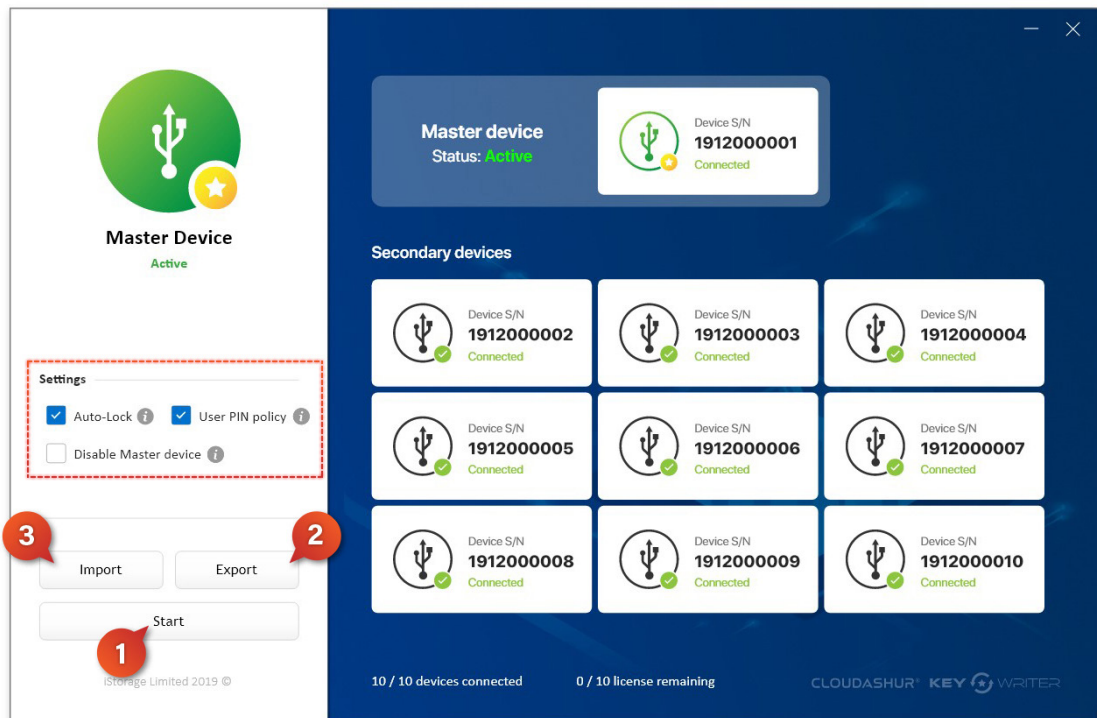 Master Device
Active
Settings
Auto-Lock
User PIN policy
Disable Master device
3
2
Import
Export
Start
1
iStorage Limited 2019 ©
Master device
Status: Active
Device S/N
1912000001
Connected
Secondary devices
Device S/N
1912000002
Connected
Device S/N
1912000003
Connected
Device S/N
1912000004
Connected
Device S/N
1912000005
Connected
Device S/N
1912000006
Connected
Device S/N
1912000007
Connected
Device S/N
1912000008
Connected
Device S/N
1912000009
Connected
Device S/N
1912000010
Connected
10 / 10 devices connected
0 / 10 license remaining
CLOUDASHUR® KEY WRITER